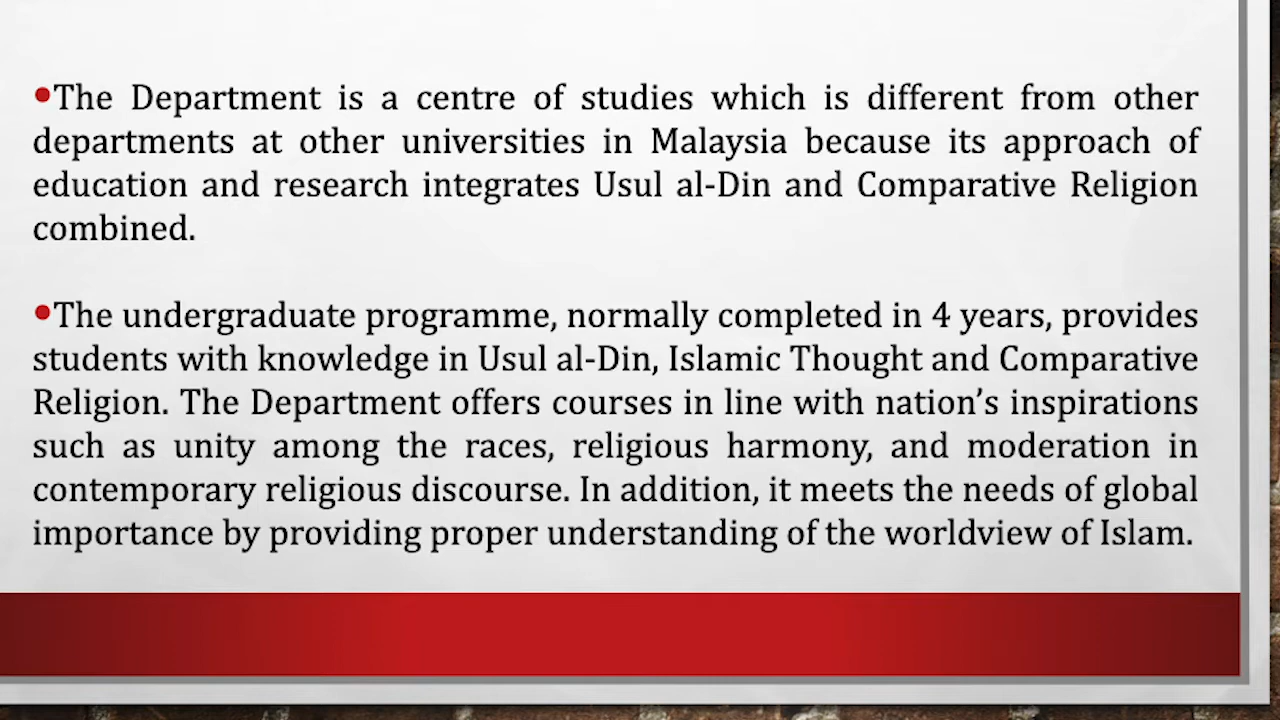 •The Department is a centre of studies which is different from other
departments at other universities in Malaysia because its approach of
education and research integrates Usul al-Din and Comparative Religion
combined.
•The undergraduate programme, normally completed in 4 years, provides
students with knowledge in Usul al-Din, Islamic Thought and Comparative
Religion. The Department offers courses in line with nation’s inspirations
such as unity among the races, religious harmony, and moderation in
contemporary religious discourse. In addition, it meets the needs of global
importance by providing proper understanding of the worldview of Islam.